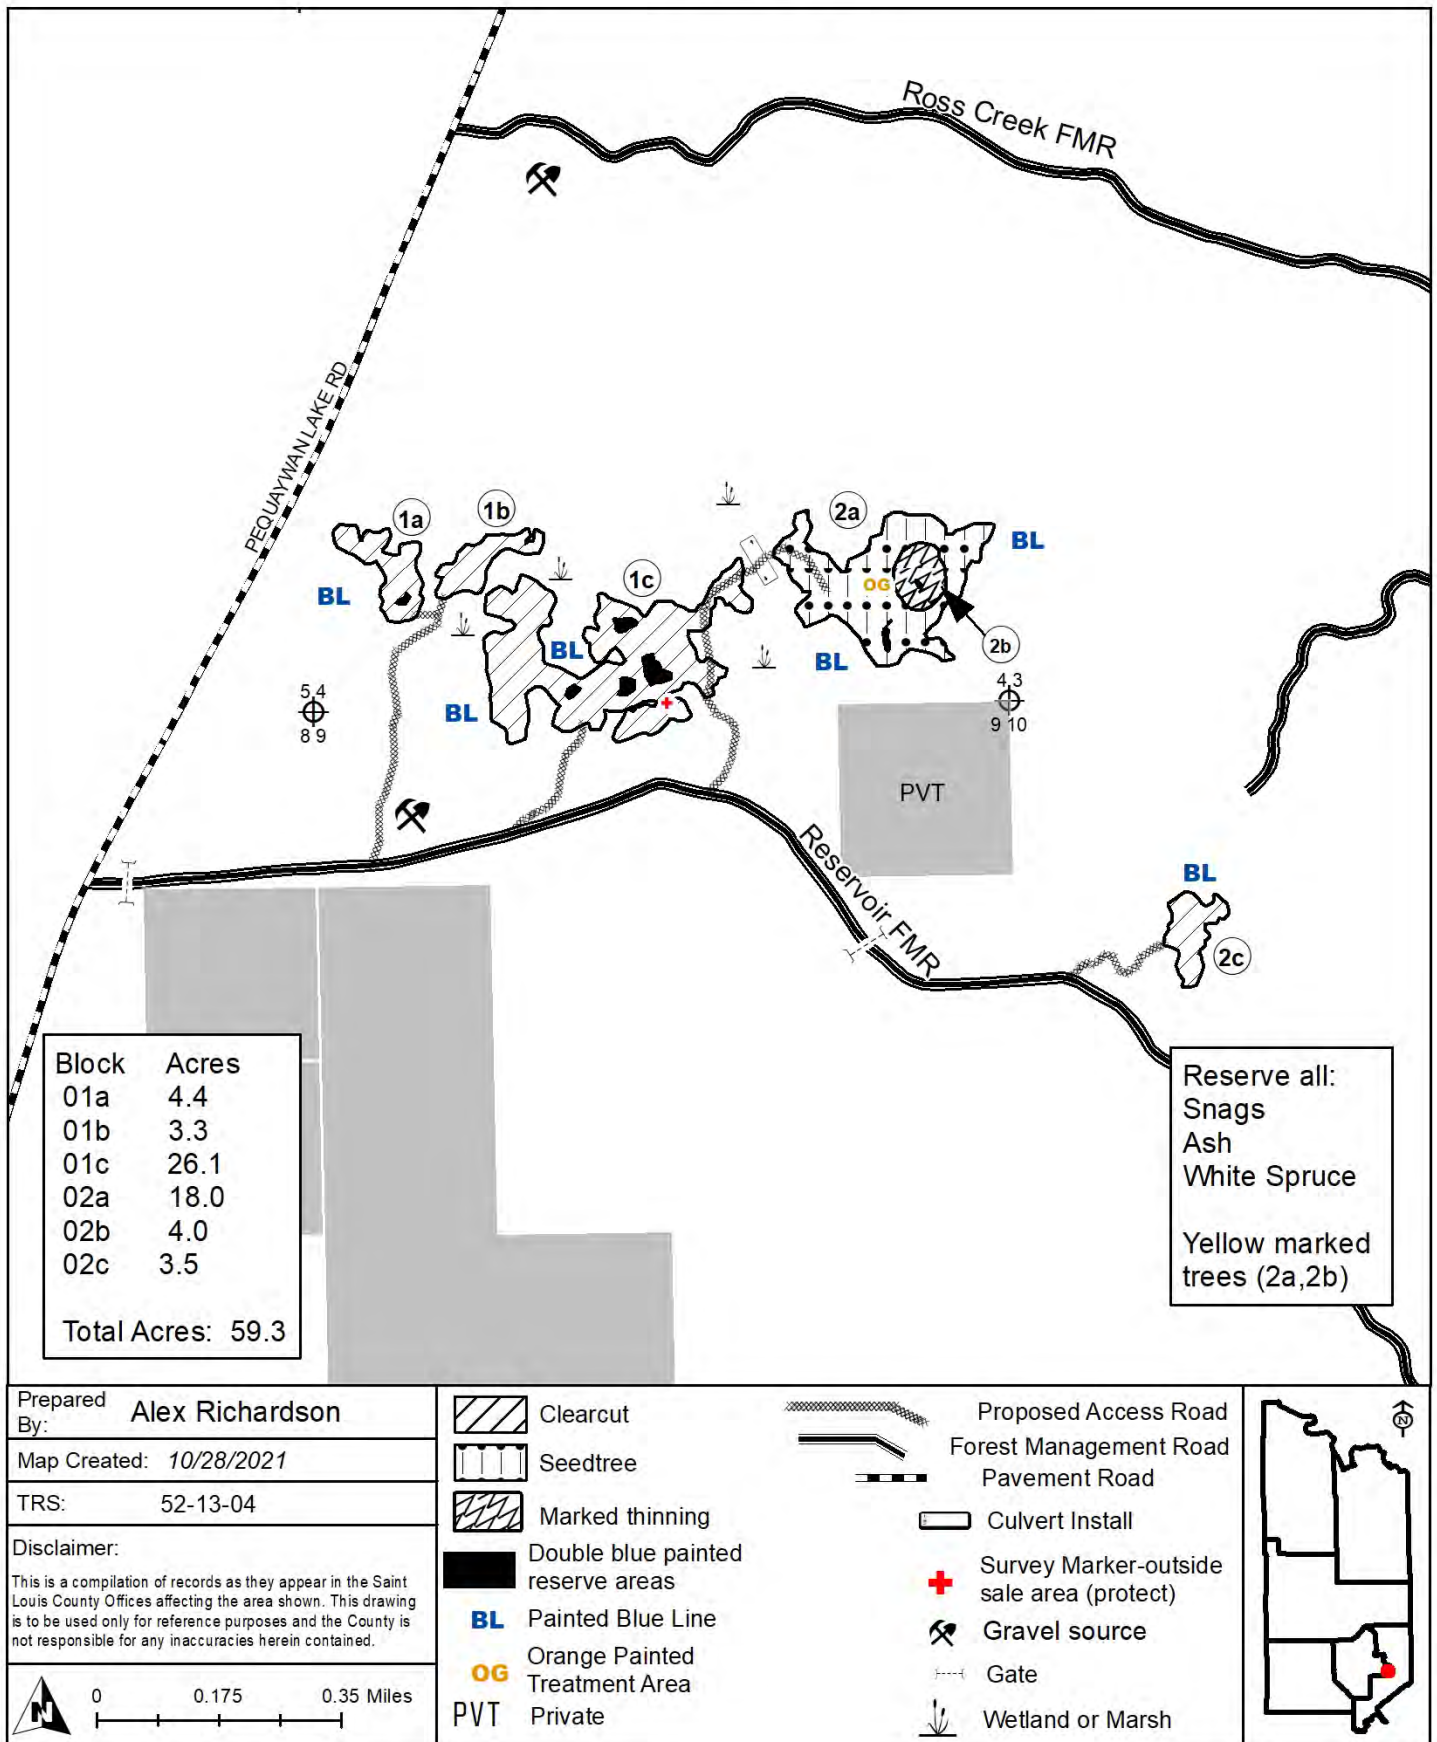 Ross Creek FMR
PEQUAYWAN LAKE RD
1a
1b
1c
2a
2b
2c
BL
BL
BL
BL
BL
BL
BL
OG
5 4
8 9
4 3
9 10
PVT
Reservoir FMR
Block Acres
01a 4.4
01b 3.3
01c 26.1
02a 18.0
02b 4.0
02c 3.5
Total Acres: 59.3
Reserve all:
Snags
Ash
White Spruce
Yellow marked
trees (2a,2b)
Prepared
By: Alex Richardson
Map Created: 10/28/2021
TRS: 52-13-04
Disclaimer:
This is a compilation of records as they appear in the Saint
Louis County Offices affecting the area shown. This drawing
is to be used only for reference purposes and the County is
not responsible for any inaccuracies herein contained.
N
0 0.175 0.35 Miles
Clearcut
Seedtree
Marked thinning
Double blue painted
reserve areas
BL Painted Blue Line
OG Orange Painted
Treatment Area
PVT Private
Proposed Access Road
Forest Management Road
Pavement Road
Culvert Install
Survey Marker-outside
sale area (protect)
Gravel source
Gate
Wetland or Marsh
N